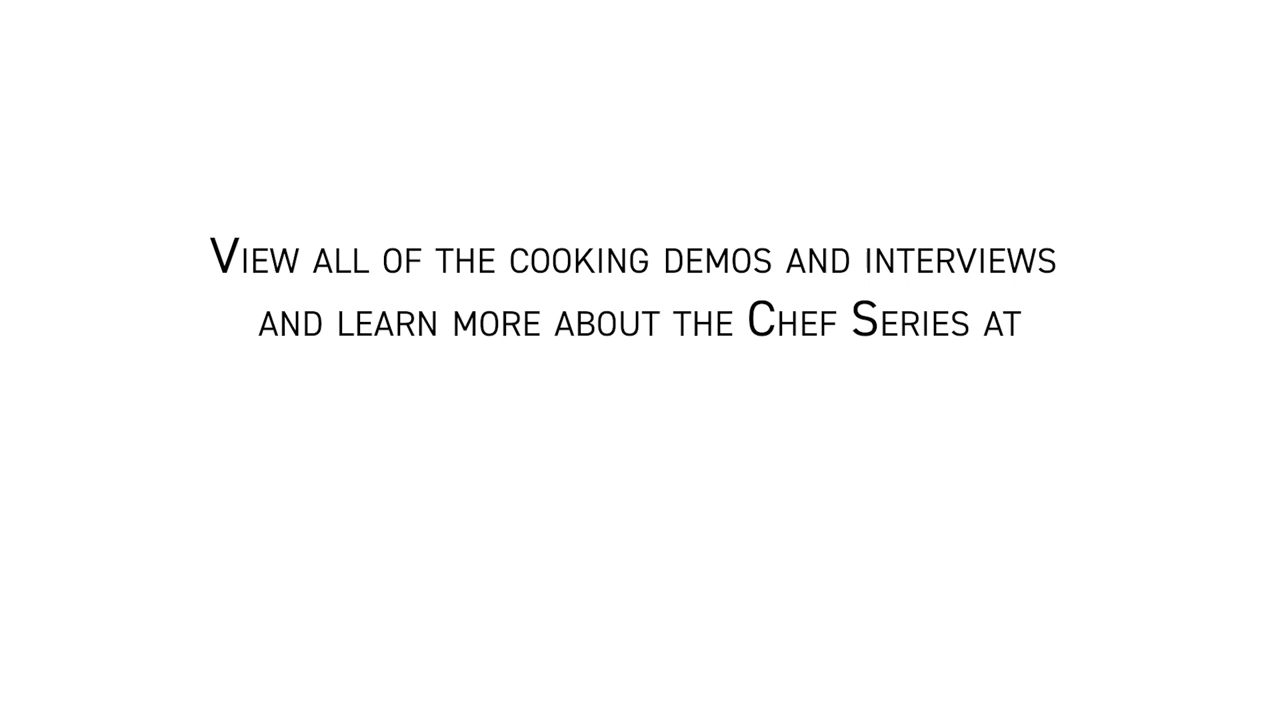 View all of the cooking demos and interviews
and learn more about the Chef Series at